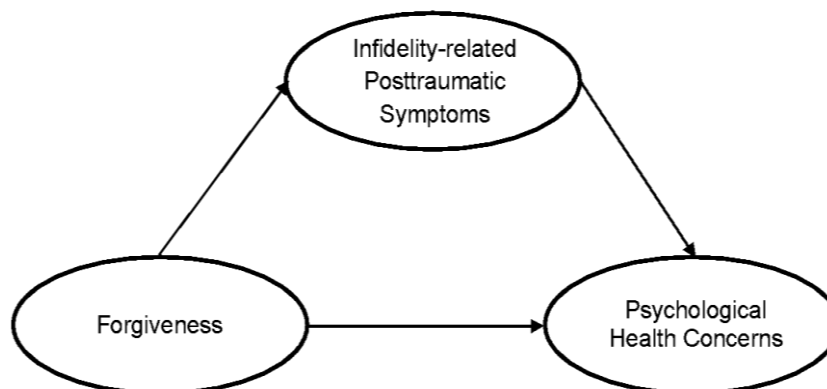 Infidelity-related
Posttraumatic
Symptoms
Forgiveness
Psychological
Health Concerns